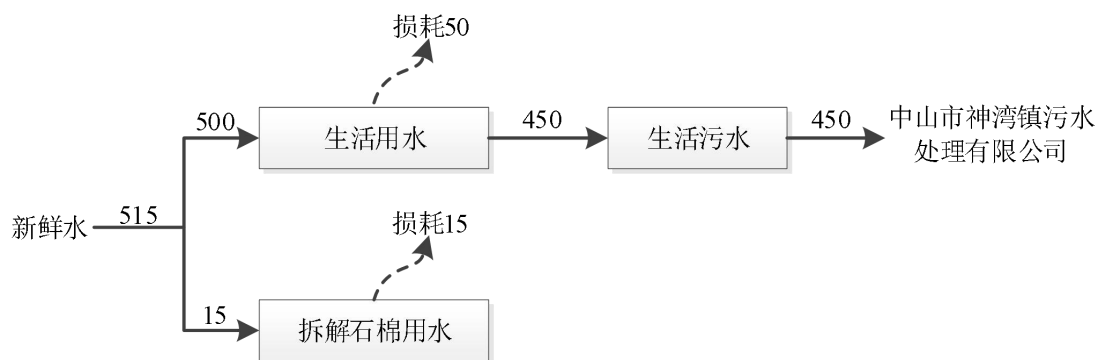 损耗50
500
生活用水
450
生活污水
450
中山市神湾镇污水
处理有限公司
新鲜水
515
损耗15
15
拆解石棉用水